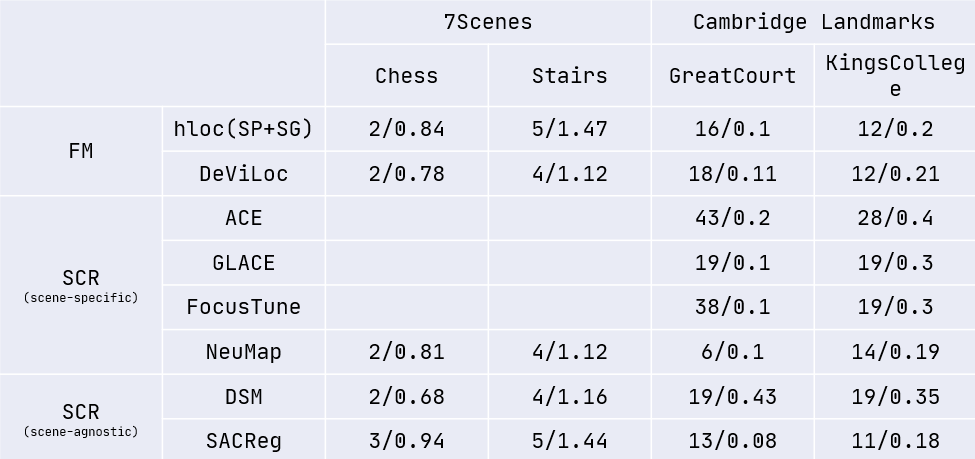 7Scenes Cambridge Landmarks
Chess Stairs GreatCourt KingsColleg
e
FM hloc(SP+SG) 2/0.84 5/1.47 16/0.1 12/0.2
DeViLoc 2/0.78 4/1.12 18/0.11 12/0.21
SCR
(scene-specific)
ACE 43/0.2 28/0.4
GLACE 19/0.1 19/0.3
FocusTune 38/0.1 19/0.3
NeuMap 2/0.81 4/1.12 6/0.1 14/0.19
SCR
(scene-agnostic)
DSM 2/0.68 4/1.16 19/0.43 19/0.35
SACReg 3/0.94 5/1.44 13/0.08 11/0.18